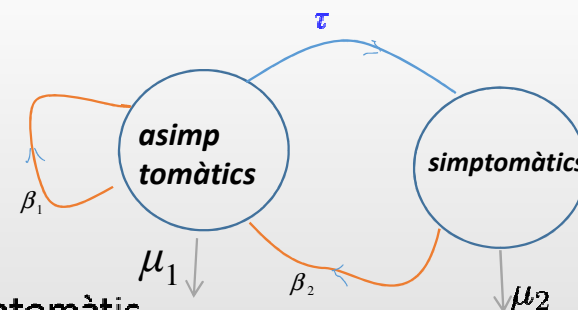 τ
asimp
tomàtics
simptomàtics
β₁
μ₁
β₂
μ₂